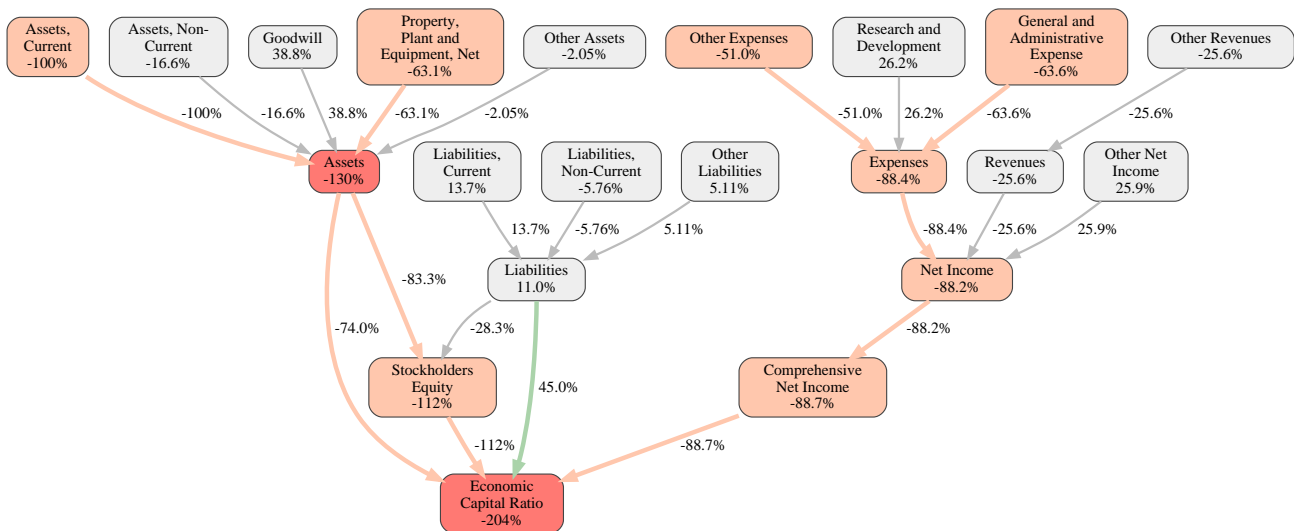 Assets,
Current
-100%
Assets, Non-
Current
-16.6%
Goodwill
38.8%
Property,
Plant and
Equipment, Net
-63.1%
Other Assets
-2.05%
Other Expenses
-51.0%
Research and
Development
26.2%
General and
Administrative
Expense
-63.6%
Other Revenues
-25.6%
-100%
-16.6%
38.8%
-63.1%
-2.05%
-51.0%
26.2%
-63.6%
-25.6%
Assets
-130%
Liabilities,
Current
13.7%
Liabilities,
Non-Current
-5.76%
Other
Liabilities
5.11%
Expenses
-88.4%
Revenues
-25.6%
Other Net
Income
25.9%
13.7%
-5.76%
5.11%
-88.4%
-25.6%
25.9%
-83.3%
Liabilities
11.0%
Net Income
-88.2%
-74.0%
-28.3%
-88.2%
Stockholders
Equity
-112%
45.0%
Comprehensive
Net Income
-88.7%
-112%
-88.7%
Economic
Capital Ratio
-204%